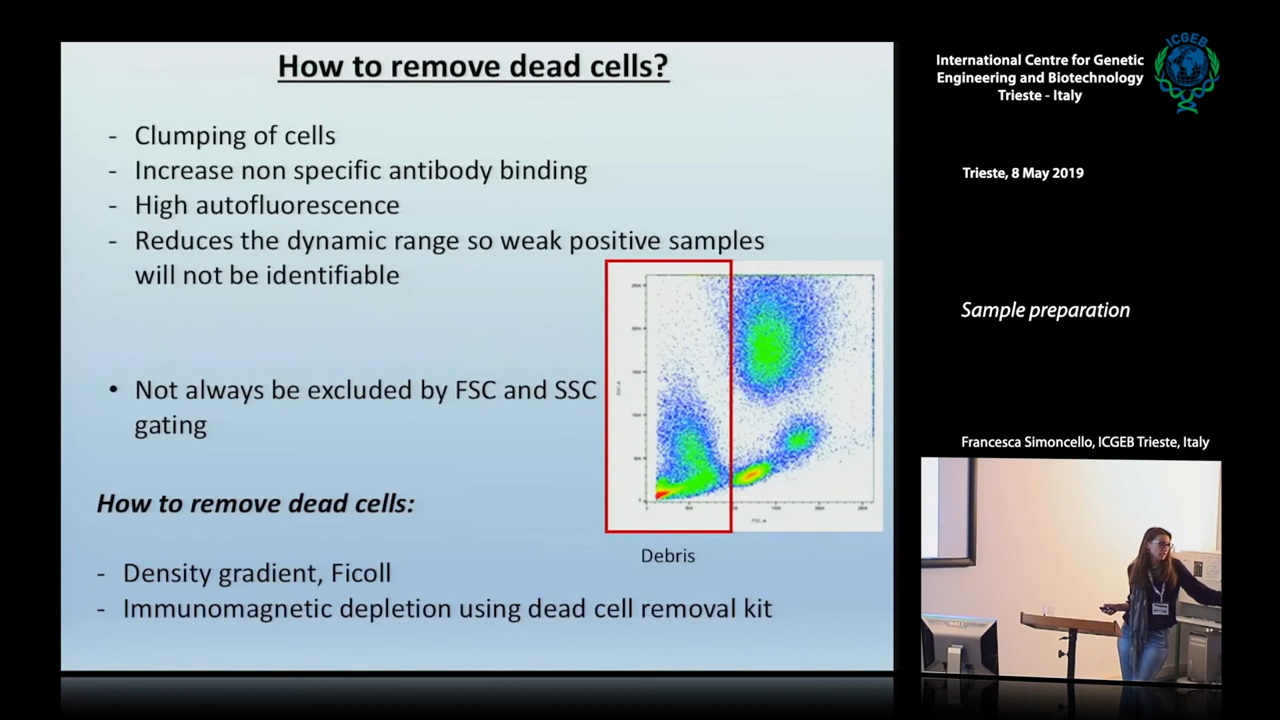 How to remove dead cells?
- Clumping of cells
- Increase non specific antibody binding
- High autofluorescence
- Reduces the dynamic range so weak positive samples
will not be identifiable
• Not always be excluded by FSC and SSC
gating
Debris
How to remove dead cells:
- Density gradient, Ficoll
- Immunomagnetic depletion using dead cell removal kit
ICGEB
International Centre for Genetic
Engineering and Biotechnology
Trieste - Italy
Trieste, 8 May 2019
Sample preparation
Francesca Simoncello, ICGEB Trieste, Italy